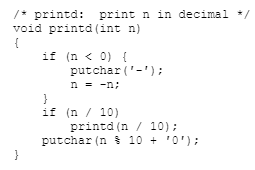 /* printd:  print n in decimal */
void printd(int n)
{
    if (n < 0) {
        putchar('-');
        n = -n;
    }
    if (n / 10)
        printd(n / 10);
    putchar(n % 10 + '0');
}